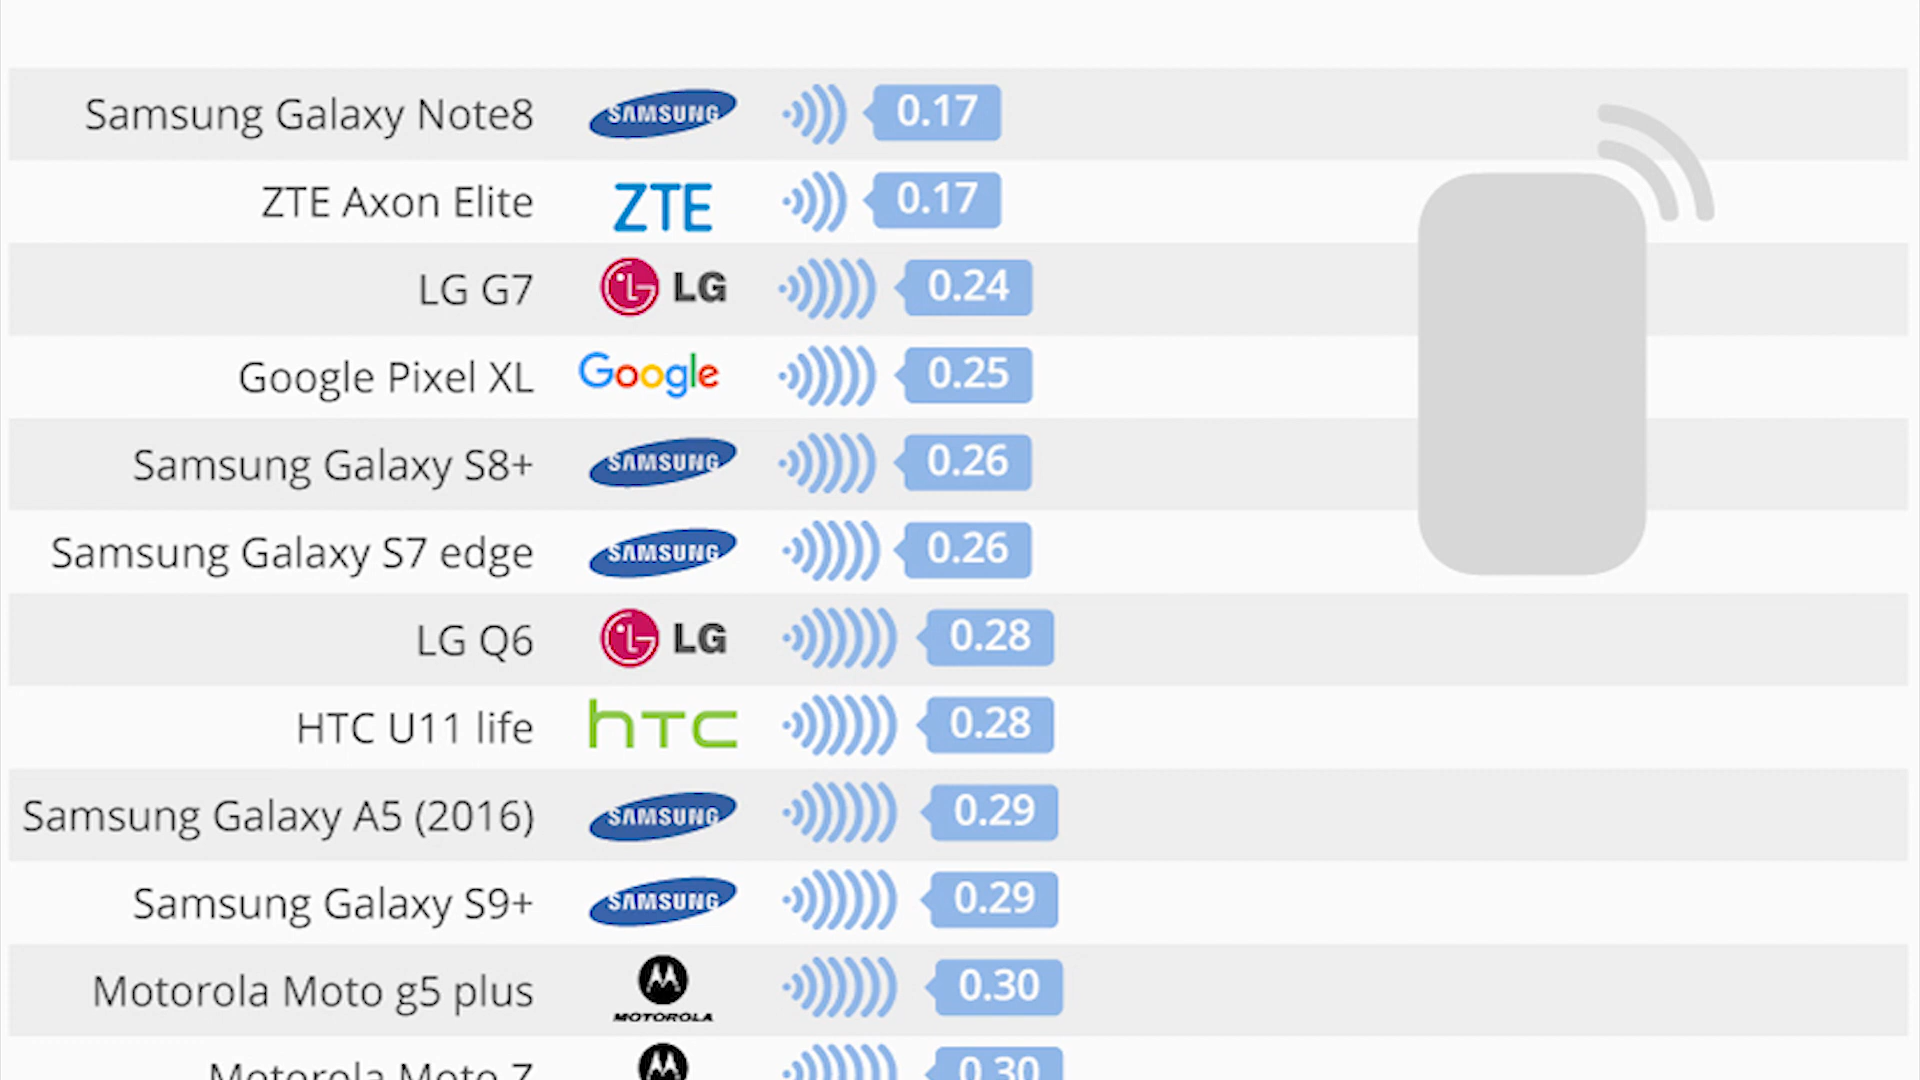 Samsung Galaxy Note8 SAMSUNG 0.17
ZTE Axon Elite ZTE 0.17
LG G7 LG 0.24
Google Pixel XL Google 0.25
Samsung Galaxy S8+ SAMSUNG 0.26
Samsung Galaxy S7 edge SAMSUNG 0.26
LG Q6 LG 0.28
HTC U11 life hTC 0.28
Samsung Galaxy A5 (2016) SAMSUNG 0.29
Samsung Galaxy S9+ SAMSUNG 0.29
Motorola Moto g5 plus MOTOROLA 0.30
Motorola Moto Z 0.30